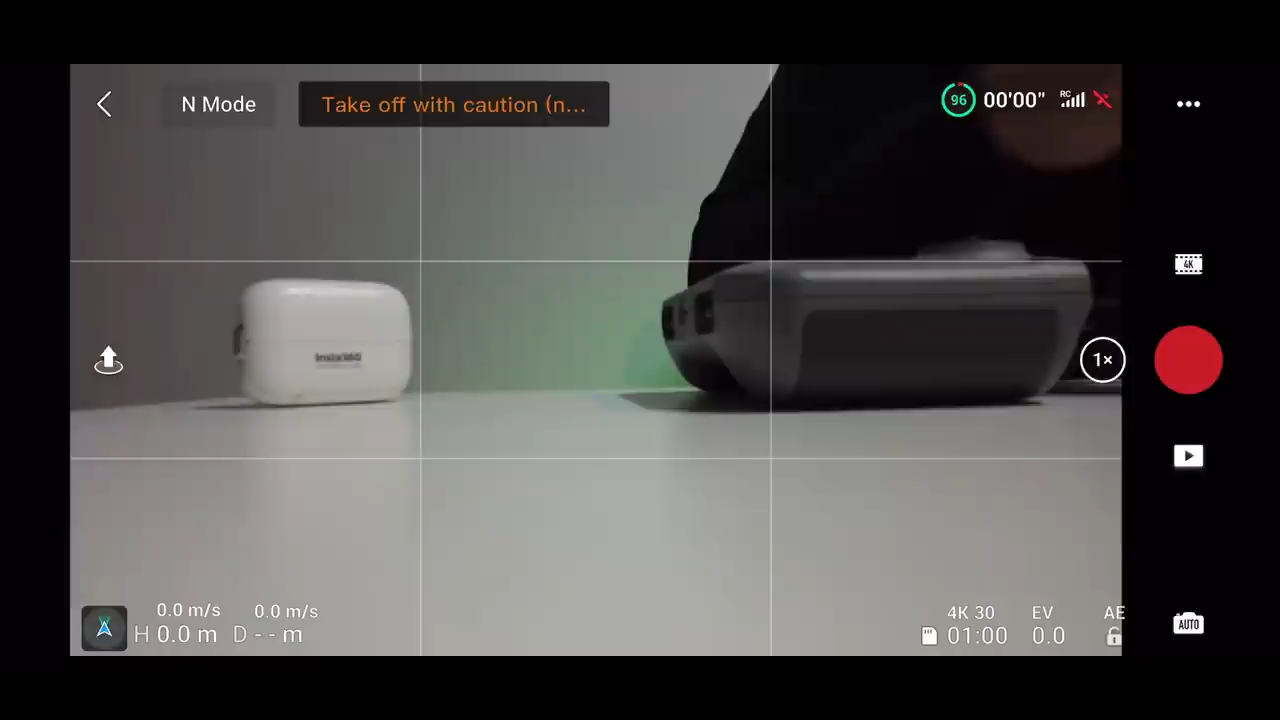 N Mode
Take off with caution (n...
96
00'00"
RC
4K
Insta360
1×
0.0 m/s
0.0 m/s
H 0.0 m
D - - m
4K 30
EV
AE
01:00
0.0
AUTO